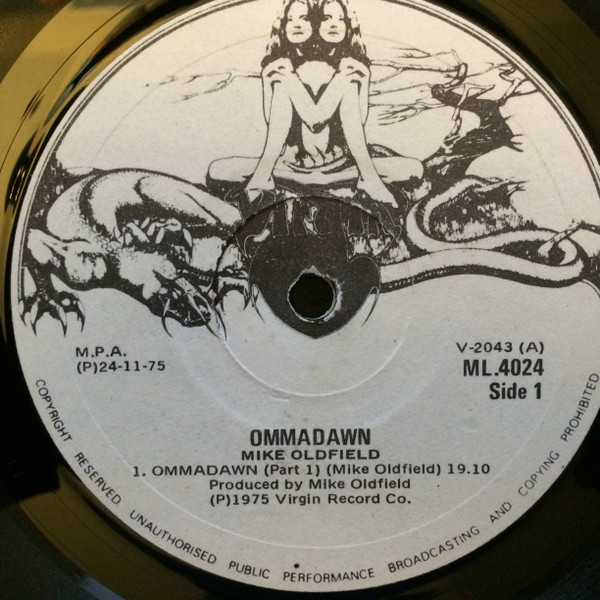 M.P.A.
(P)24-11-75
V-2043 (A)
ML.4024
Side 1
OMMADAWN
MIKE OLDFIELD
1. OMMADAWN (Part 1) (Mike Oldfield) 19.10
Produced by Mike Oldfield
(P)1975 Virgin Record Co.
COPYRIGHT RESERVED. UNAUTHORISED PUBLIC PERFORMANCE BROADCASTING AND COPYING PROHIBITED